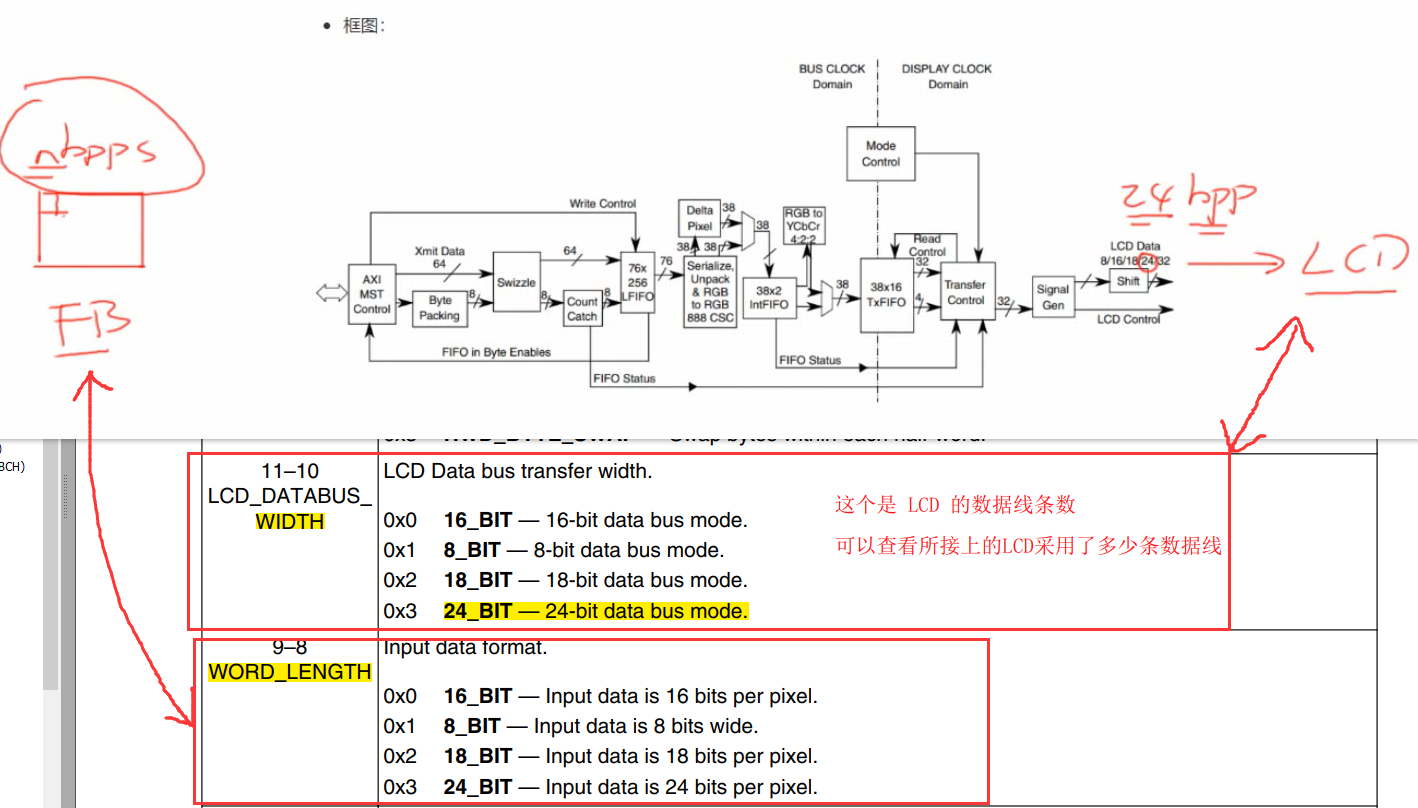 • 框图：
BUS CLOCK
Domain
DISPLAY CLOCK
Domain
nbpps
FB
24 bpp
LCD
Mode
Control
Write Control
Xmit Data
64
64
AXI
MST
Control
Byte
Packing
8
Swizzle
8
Count
Catch
8
76x
256
LFIFO
76
FIFO in Byte Enables
FIFO Status
Delta
Pixel
38
38
38
38
Serialize,
Unpack
& RGB
to RGB
888 CSC
RGB to
YCbCr
4:2:2
38x2
IntFIFO
38
38x16
TxFIFO
Read
Control
32
4
Transfer
Control
FIFO Status
32
Signal
Gen
LCD Data
8/16/18/24/32
Shift
LCD Control
BCH)
11–10
LCD_DATABUS_
WIDTH
LCD Data bus transfer width.
0x0 16_BIT — 16-bit data bus mode.
0x1 8_BIT — 8-bit data bus mode.
0x2 18_BIT — 18-bit data bus mode.
0x3 24_BIT — 24-bit data bus mode.
这个是 LCD 的数据线条数
可以查看所接上的LCD采用了多少条数据线
9–8
WORD_LENGTH
Input data format.
0x0 16_BIT — Input data is 16 bits per pixel.
0x1 8_BIT — Input data is 8 bits wide.
0x2 18_BIT — Input data is 18 bits per pixel.
0x3 24_BIT — Input data is 24 bits per pixel.